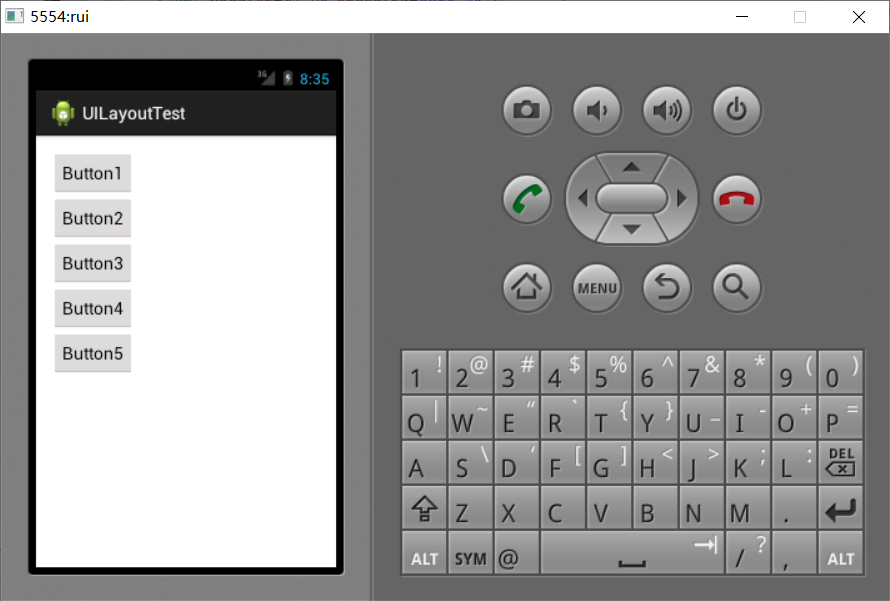 5554:rui
3G 8:35
UILayoutTest
Button1
Button2
Button3
Button4
Button5
MENU
1 ! 2 @ 3 # 4 $ 5 % 6 ^ 7 & 8 * 9 ( 0 )
Q | W ~ E “ R ` T { Y } U _ I - O + P =
A S \ D ‘ F [ G ] H < J > K ; L : DEL
Z X C V B N M .
ALT SYM @ / ? , ALT